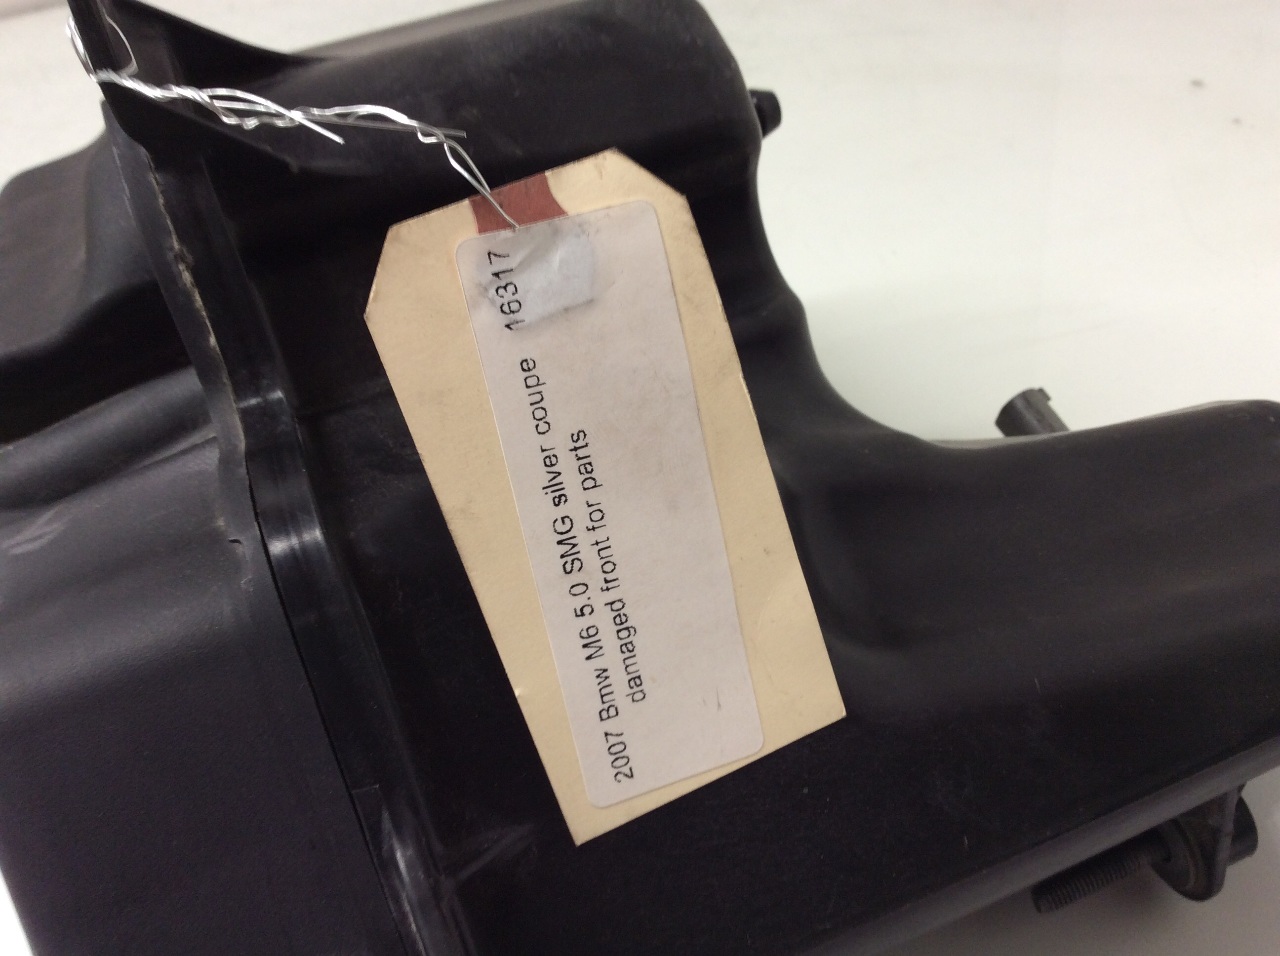 2007 Bmw M6 5.0 SMG silver coupe 16317
damaged front for parts